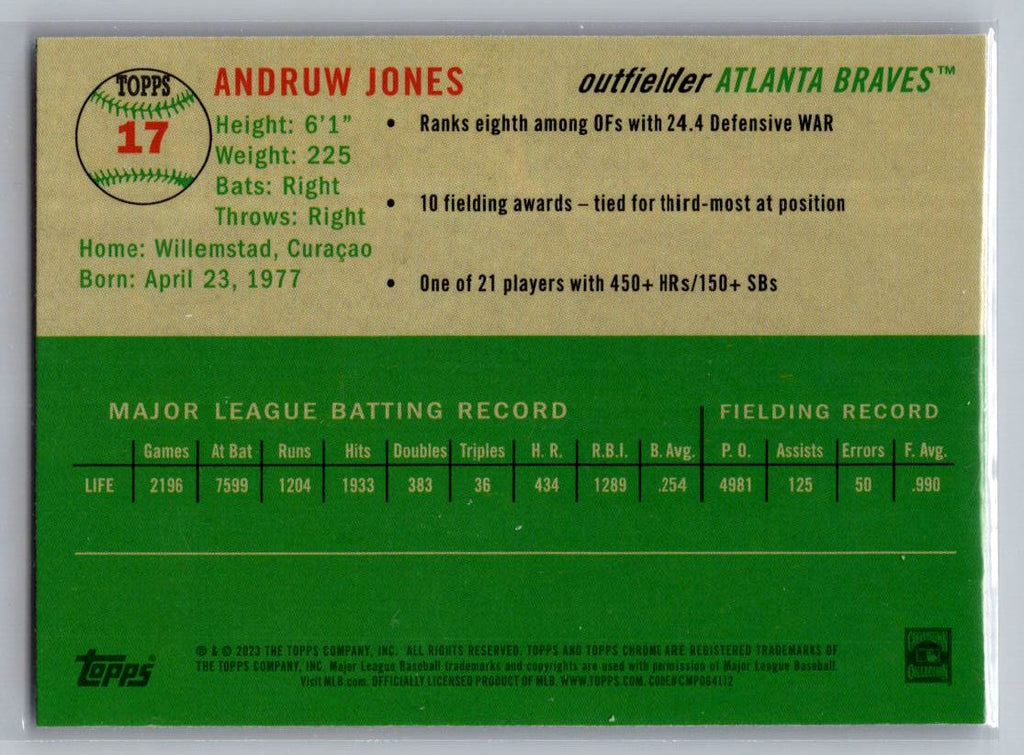 TOPPS
17
ANDRUW JONES
outfielder ATLANTA BRAVES™
Height: 6'1"
Weight: 225
Bats: Right
Throws: Right
Home: Willemstad, Curaçao
Born: April 23, 1977
• Ranks eighth among OFs with 24.4 Defensive WAR
• 10 fielding awards – tied for third-most at position
• One of 21 players with 450+ HRs/150+ SBs
MAJOR LEAGUE BATTING RECORD FIELDING RECORD
Games At Bat Runs Hits Doubles Triples H. R. R.B.I. B. Avg. P. O. Assists Errors F. Avg.
LIFE 2196 7599 1204 1933 383 36 434 1289 .254 4981 125 50 .990
Topps®
® & © 2023 THE TOPPS COMPANY, INC. ALL RIGHTS RESERVED. TOPPS AND TOPPS CHROME ARE REGISTERED TRADEMARKS OF
THE TOPPS COMPANY, INC. Major League Baseball trademarks and copyrights are used with permission of Major League Baseball.
Visit MLB.com. OFFICIALLY LICENSED PRODUCT OF MLB. WWW.TOPPS.COM. CODE#CMP064112